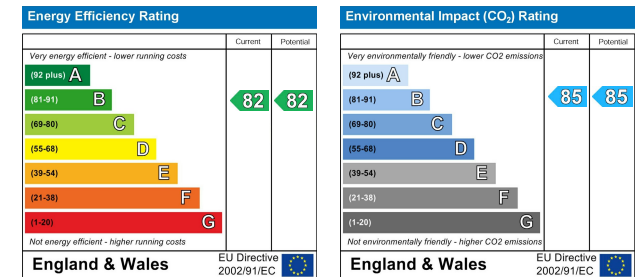 Energy Efficiency Rating
Current Potential
Very energy efficient - lower running costs
(92 plus) A
(81-91) B
82 82
(69-80) C
(55-68) D
(39-54) E
(21-38) F
(1-20) G
Not energy efficient - higher running costs
England & Wales
EU Directive
2002/91/EC
Environmental Impact (CO2) Rating
Current Potential
Very environmentally friendly - lower CO2 emissions
(92 plus) A
(81-91) B
85 85
(69-80) C
(55-68) D
(39-54) E
(21-38) F
(1-20) G
Not environmentally friendly - higher CO2 emissions
England & Wales
EU Directive
2002/91/EC